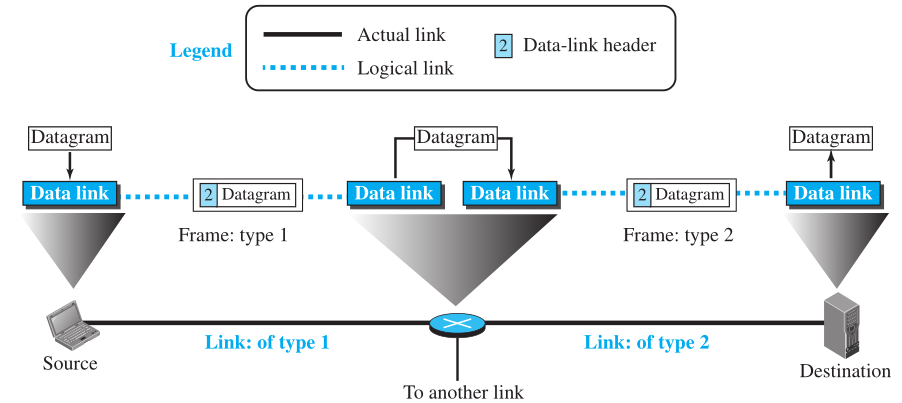 Legend
Actual link
Logical link
2 Data-link header
Datagram
Datagram
Datagram
Data link
2 Datagram
Data link
Data link
2 Datagram
Data link
Frame: type 1
Frame: type 2
Link: of type 1
Link: of type 2
Source
Destination
To another link